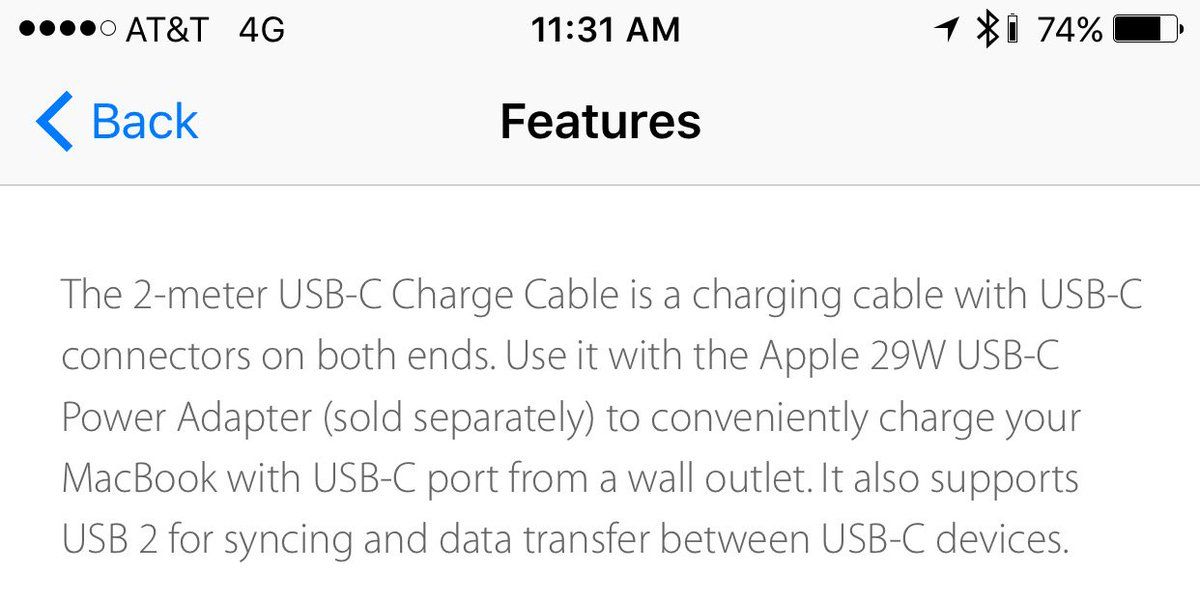 AT&T 4G 11:31 AM 74%
Back Features
The 2-meter USB-C Charge Cable is a charging cable with USB-C
connectors on both ends. Use it with the Apple 29W USB-C
Power Adapter (sold separately) to conveniently charge your
MacBook with USB-C port from a wall outlet. It also supports
USB 2 for syncing and data transfer between USB-C devices.